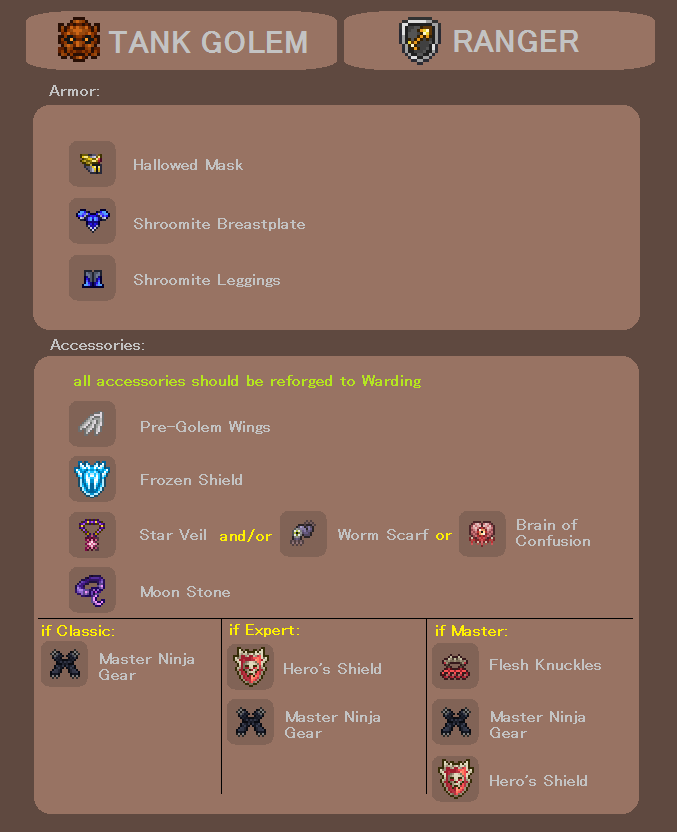 TANK GOLEM
RANGER
Armor:
Hallowed Mask
Shroomite Breastplate
Shroomite Leggings
Accessories:
all accessories should be reforged to Warding
Pre-Golem Wings
Frozen Shield
Star Veil and/or Worm Scarf or Brain of
Confusion
Moon Stone
if Classic:
Master Ninja
Gear
if Expert:
Hero's Shield
Master Ninja
Gear
if Master:
Flesh Knuckles
Master Ninja
Gear
Hero's Shield